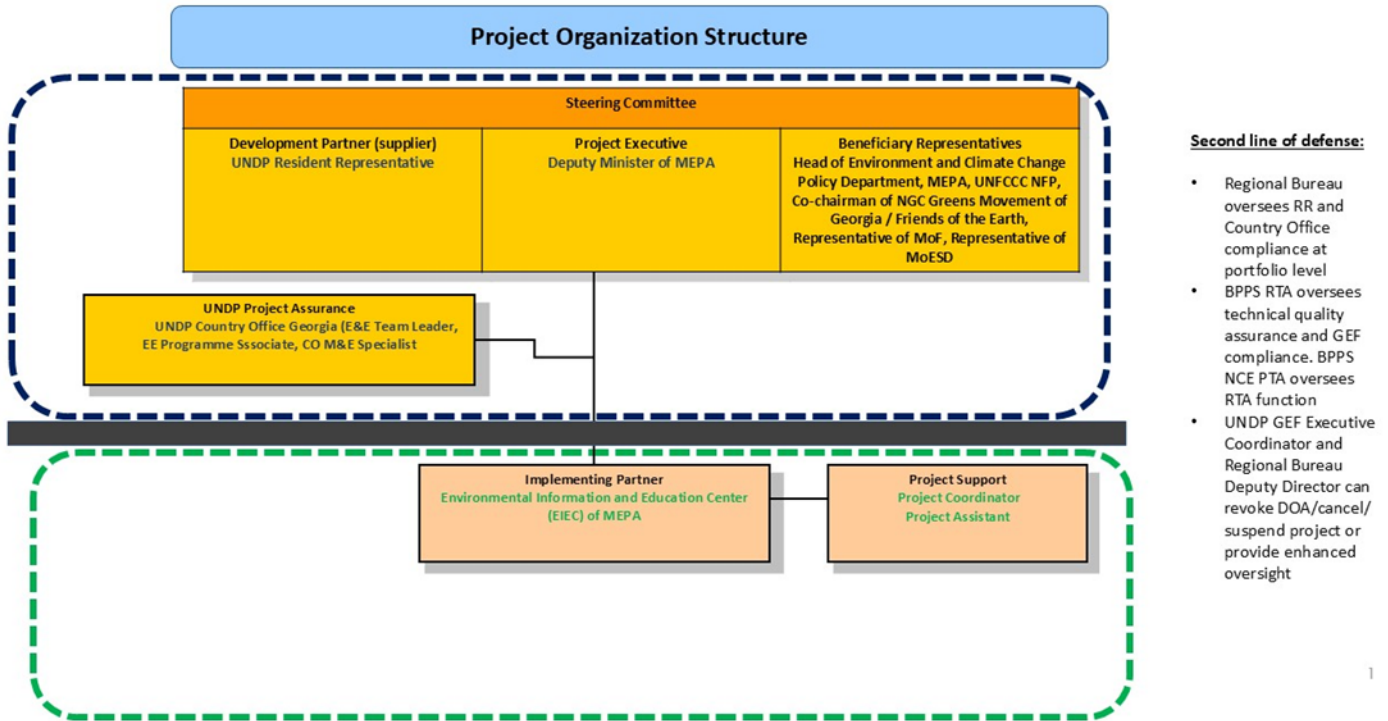 Project Organization Structure
Steering Committee
Development Partner (supplier)
UNDP Resident Representative
Project Executive
Deputy Minister of MEPA
Beneficiary Representatives
Head of Environment and Climate Change
Policy Department, MEPA, UNFCCC NFP,
Co-chairman of NGC Greens Movement of
Georgia / Friends of the Earth,
Representative of MoF, Representative of
MoESD
UNDP Project Assurance
UNDP Country Office Georgia (E&E Team Leader,
EE Programme Sssociate, CO M&E Specialist
Implementing Partner
Environmental Information and Education Center
(EIEC) of MEPA
Project Support
Project Coordinator
Project Assistant
Second line of defense:
• Regional Bureau
oversees RR and
Country Office
compliance at
portfolio level
• BPPS RTA oversees
technical quality
assurance and GEF
compliance. BPPS
NCE PTA oversees
RTA function
• UNDP GEF Executive
Coordinator and
Regional Bureau
Deputy Director can
revoke DOA/cancel/
suspend project or
provide enhanced
oversight
1